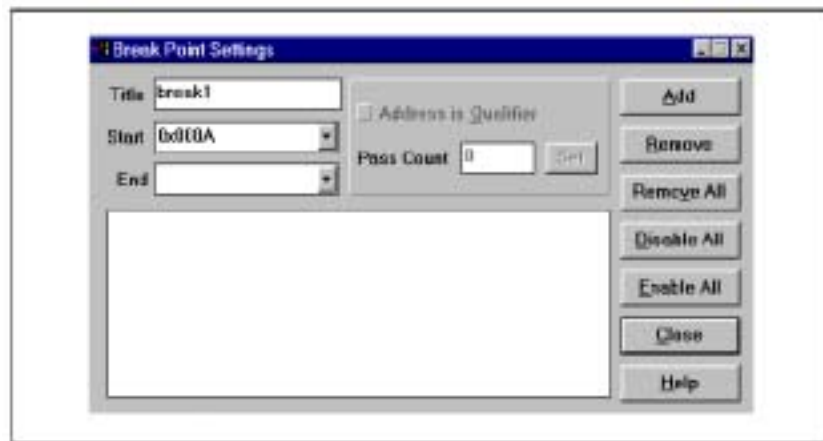 Break Point Settings
Title break1
Start 0x000A
End
Address is Qualifier
Pass Count 0 Set
Add
Remove
Remove All
Disable All
Enable All
Close
Help